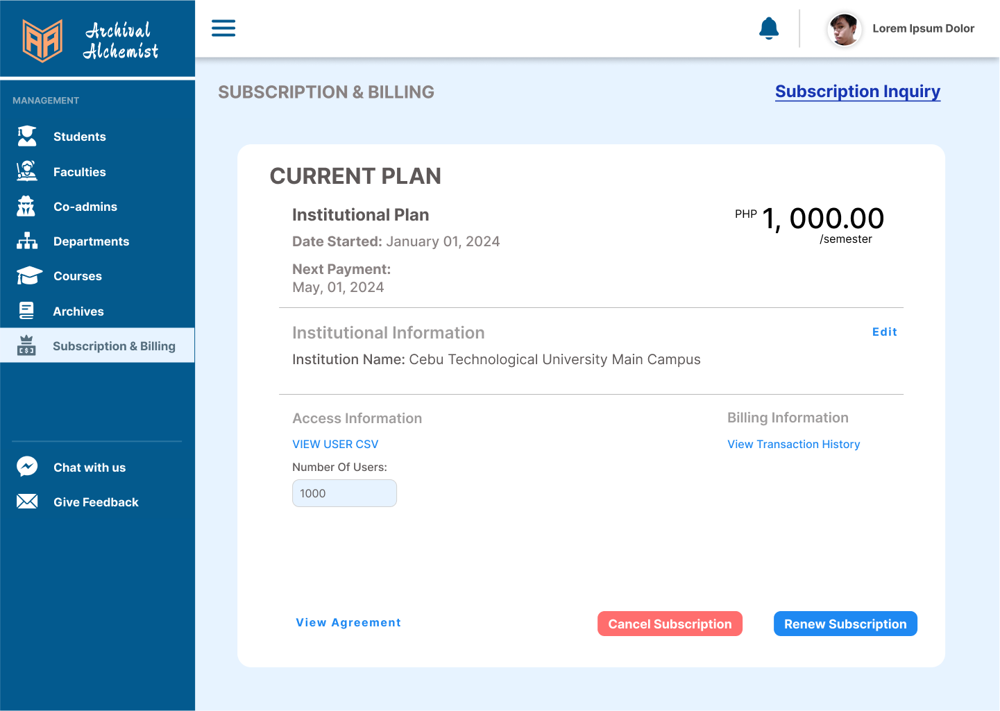 Archival
Alchemist
Lorem Ipsum Dolor
MANAGEMENT
Students
Faculties
Co-admins
Departments
Courses
Archives
Subscription & Billing
Chat with us
Give Feedback
SUBSCRIPTION & BILLING
Subscription Inquiry
CURRENT PLAN
Institutional Plan
PHP 1, 000.00
/semester
Date Started: January 01, 2024
Next Payment:
May, 01, 2024
Institutional Information
Edit
Institution Name: Cebu Technological University Main Campus
Access Information
VIEW USER CSV
Number Of Users:
1000
Billing Information
View Transaction History
View Agreement
Cancel Subscription
Renew Subscription